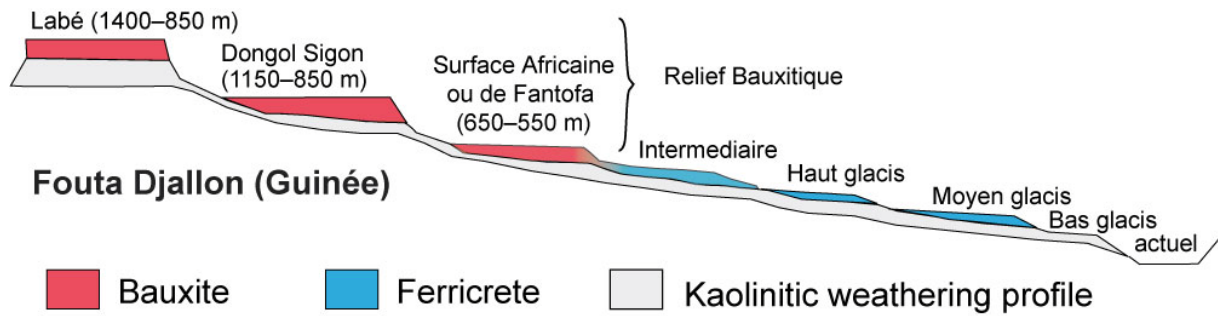 Labé (1400–850 m)
Dongol Sigon
(1150–850 m)
Surface Africaine
ou de Fantofa
(650–550 m)
Relief Bauxitique
Intermediaire
Haut glacis
Moyen glacis
Bas glacis
actuel
Fouta Djallon (Guinée)
Bauxite
Ferricrete
Kaolinitic weathering profile